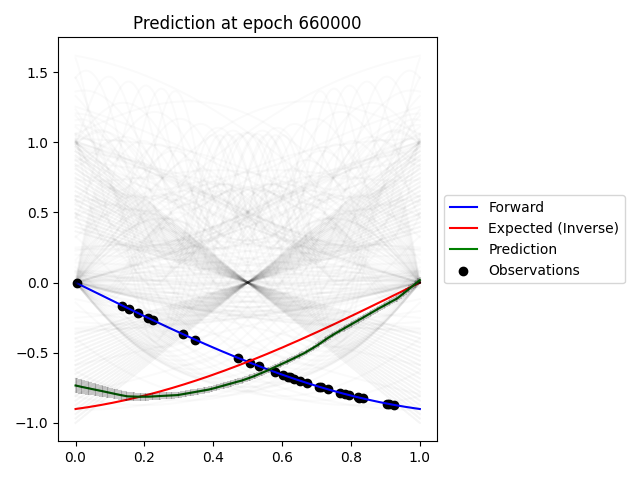 Prediction at epoch 660000
1.5
1.0
0.5
0.0
−0.5
−1.0
0.0
0.2
0.4
0.6
0.8
1.0
Forward
Expected (Inverse)
Prediction
Observations